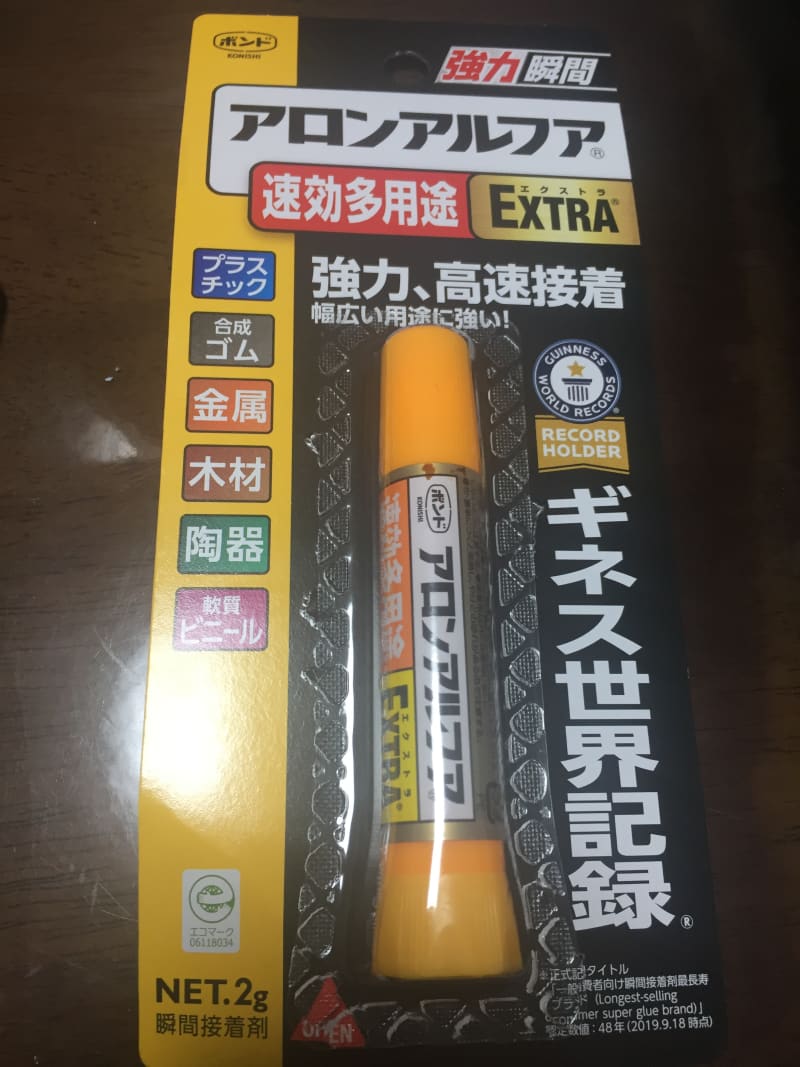 ボンド
KONISHI
強力 瞬間
アロンアルフア®
速効多用途
エクストラ
EXTRA®
強力、高速接着
幅広い用途に強い!
プラス
チック
合成
ゴム
金属
木材
陶器
軟質
ビニール
GUINNESS
WORLD RECORDS®
RECORD
HOLDER
ギネス世界記録®
ボンド
KONISHI
アロンアルフア
速効多用途
エクストラ
EXTRA®
エコマーク
06118034
NET.2g
瞬間接着剤
OPEN
*正式記 タイトル
「一般 費者向け瞬間接着剤最長寿
ブランド (Longest-selling
con mer super glue brand)」
認定数値:48年 (2019.9.18 時点)